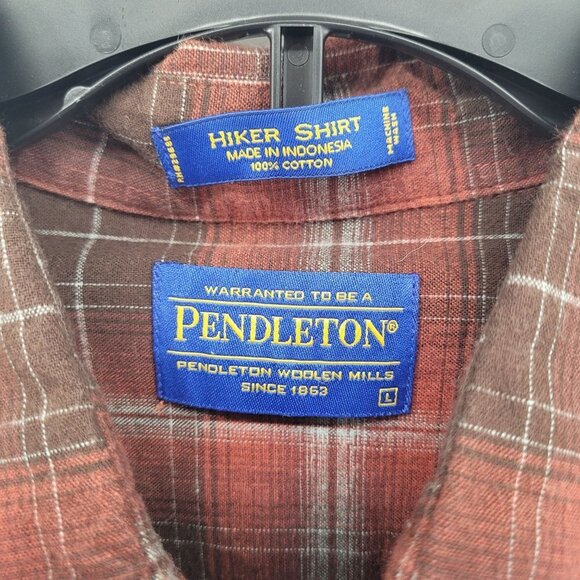 HIKER SHIRT
MADE IN INDONESIA
100% COTTON
MACHINE
WASH
WARRANTED TO BE A
PENDLETON®
PENDLETON WOOLEN MILLS
SINCE 1863
L